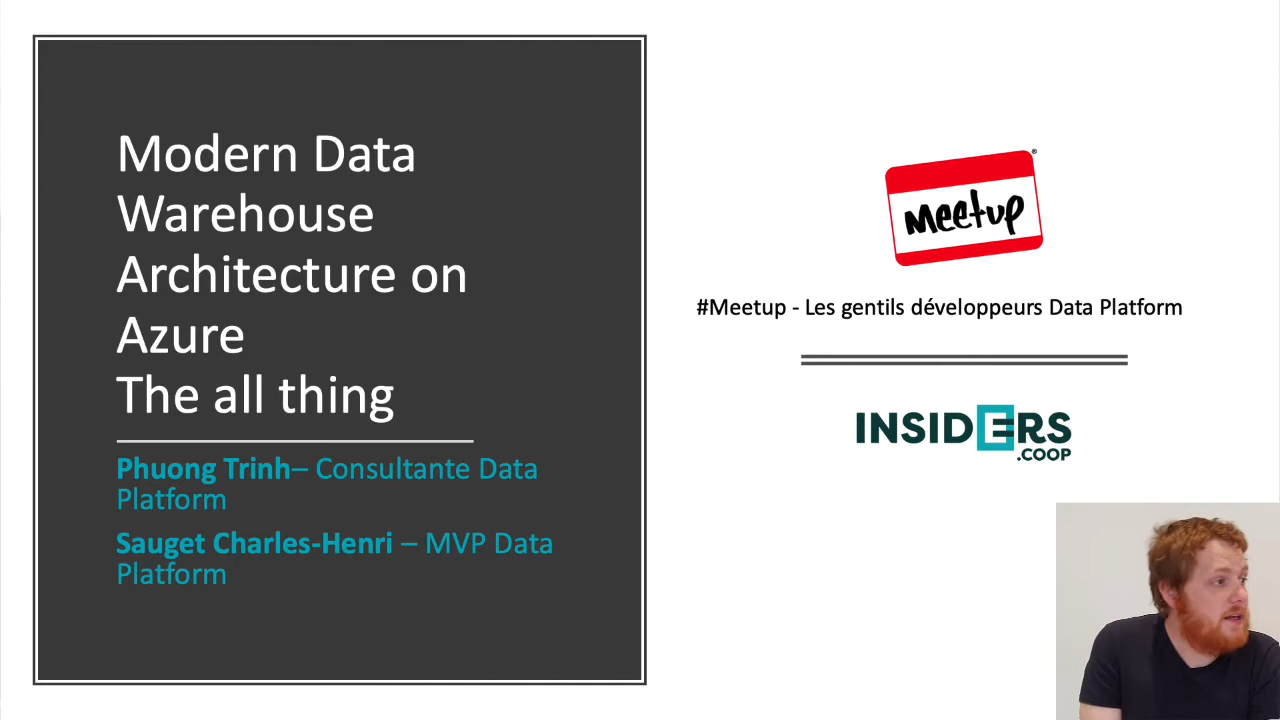 Modern Data
Warehouse
Architecture on
Azure
The all thing
Phuong Trinh– Consultante Data
Platform
Sauget Charles-Henri – MVP Data
Platform
meetup®
#Meetup - Les gentils développeurs Data Platform
INSIDERS
.COOP